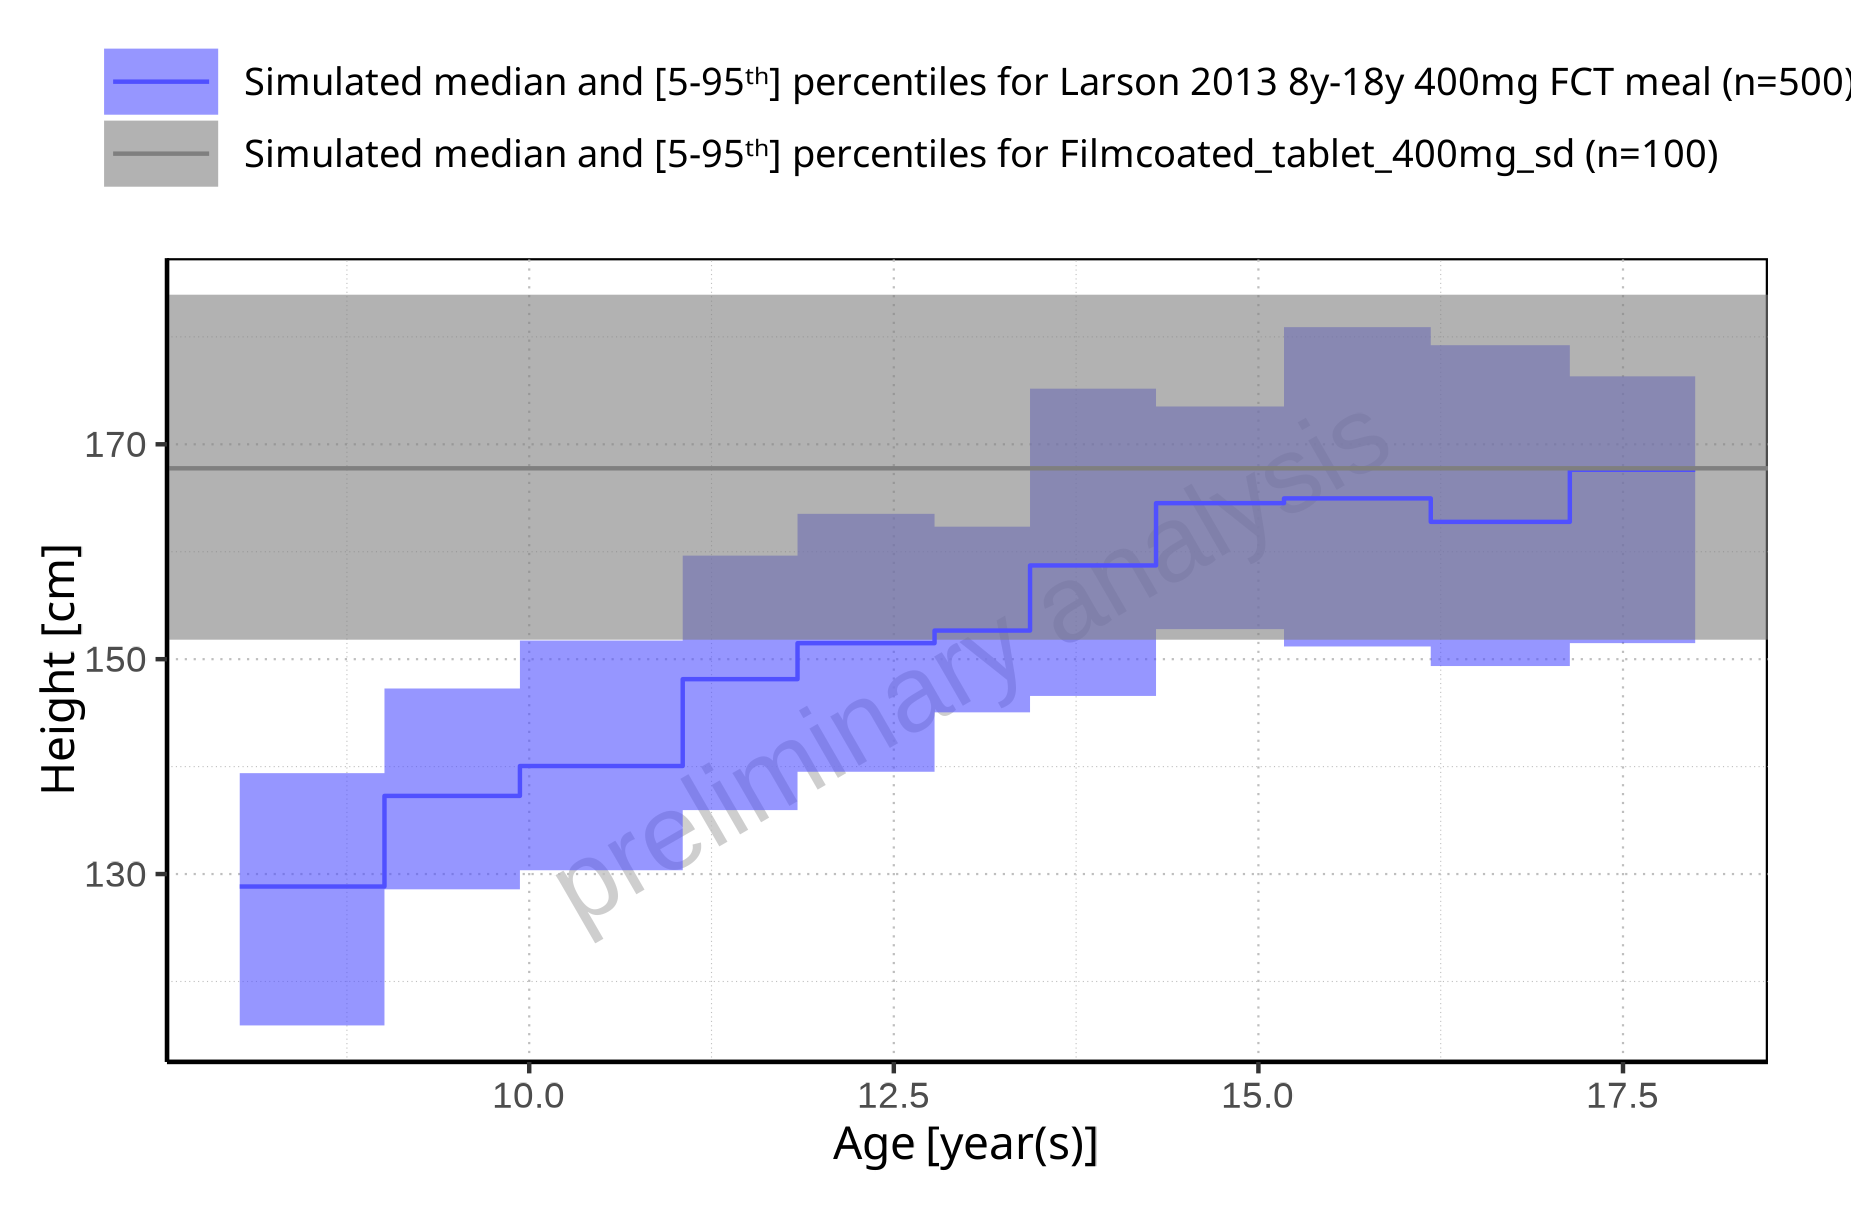 Simulated median and [5-95ᵗʰ] percentiles for Larson 2013 8y-18y 400mg FCT meal (n=500)
Simulated median and [5-95ᵗʰ] percentiles for Filmcoated_tablet_400mg_sd (n=100)
Height [cm]
170
150
130
preliminary analysis
10.0 12.5 15.0 17.5
Age [year(s)]